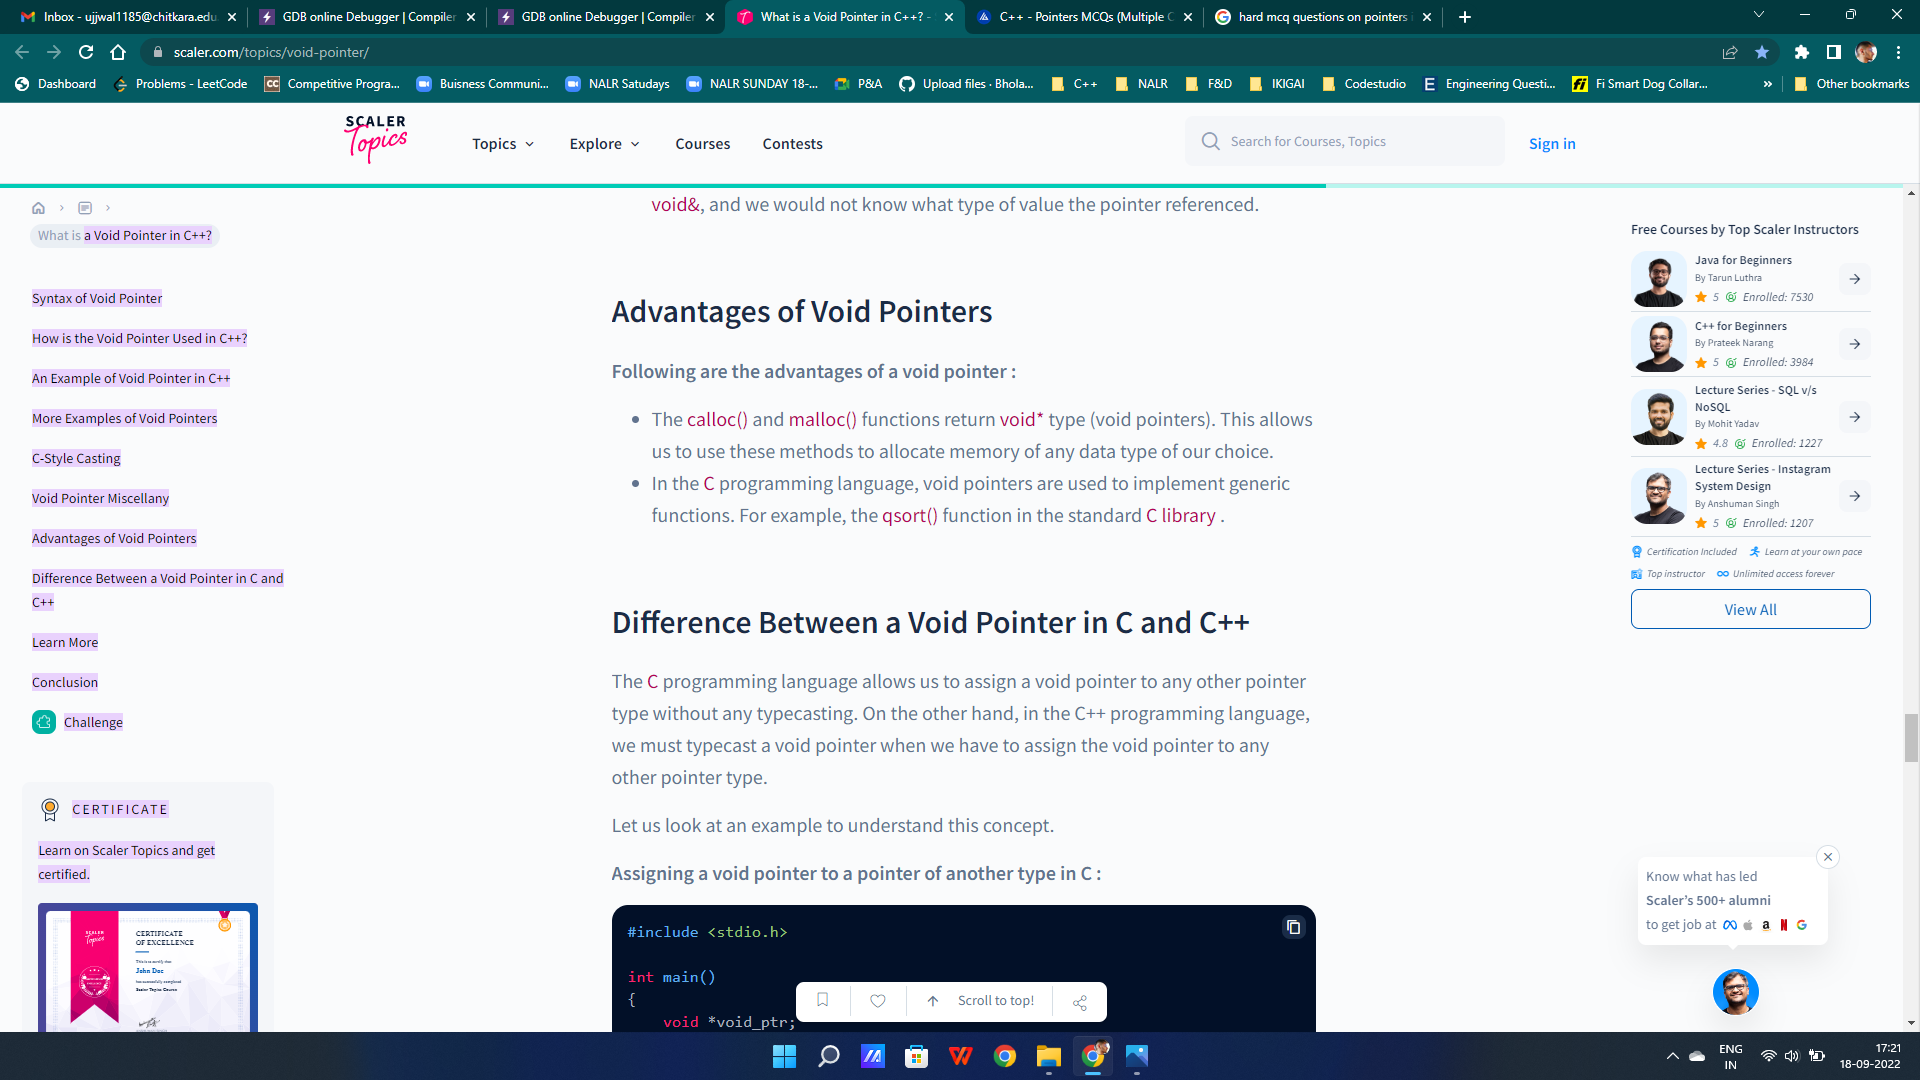 Inbox - ujjwal1185@chitkara.edu
GDB online Debugger | Compiler
GDB online Debugger | Compiler
What is a Void Pointer in C++? -
C++ - Pointers MCQs (Multiple C
hard mcq questions on pointers i
scaler.com/topics/void-pointer/
Dashboard
Problems - LeetCode
Competitive Progra...
Buisness Communi...
NALR Satudays
NALR SUNDAY 18-...
P&A
Upload files · Bhola...
C++
NALR
F&D
IKIGAI
Codestudio
Engineering Questi...
Fi Smart Dog Collar...
Other bookmarks
SCALER
Topics
Topics
Explore
Courses
Contests
Search for Courses, Topics
Sign in
What is a Void Pointer in C++?
Syntax of Void Pointer
How is the Void Pointer Used in C++?
An Example of Void Pointer in C++
More Examples of Void Pointers
C-Style Casting
Void Pointer Miscellany
Advantages of Void Pointers
Difference Between a Void Pointer in C and
C++
Learn More
Conclusion
Challenge
CERTIFICATE
Learn on Scaler Topics and get
certified.
SCALER
Topics
CERTIFICATE
OF EXCELLENCE
This is to certify that
John Doe
has successfully completed
Scaler Topics Course
void&, and we would not know what type of value the pointer referenced.
Advantages of Void Pointers
Following are the advantages of a void pointer :
The calloc() and malloc() functions return void* type (void pointers). This allows
us to use these methods to allocate memory of any data type of our choice.
In the C programming language, void pointers are used to implement generic
functions. For example, the qsort() function in the standard C library .
Difference Between a Void Pointer in C and C++
The C programming language allows us to assign a void pointer to any other pointer
type without any typecasting. On the other hand, in the C++ programming language,
we must typecast a void pointer when we have to assign the void pointer to any
other pointer type.
Let us look at an example to understand this concept.
Assigning a void pointer to a pointer of another type in C :
#include <stdio.h>
int main()
{
void *void_ptr;
Scroll to top!
Free Courses by Top Scaler Instructors
Java for Beginners
By Tarun Luthra
5 Enrolled: 7530
C++ for Beginners
By Prateek Narang
5 Enrolled: 3984
Lecture Series - SQL v/s
NoSQL
By Mohit Yadav
4.8 Enrolled: 1227
Lecture Series - Instagram
System Design
By Anshuman Singh
5 Enrolled: 1207
Certification Included
Learn at your own pace
Top instructor
Unlimited access forever
View All
Know what has led
Scaler's 500+ alumni
to get job at
ENG
IN
17:21
18-09-2022